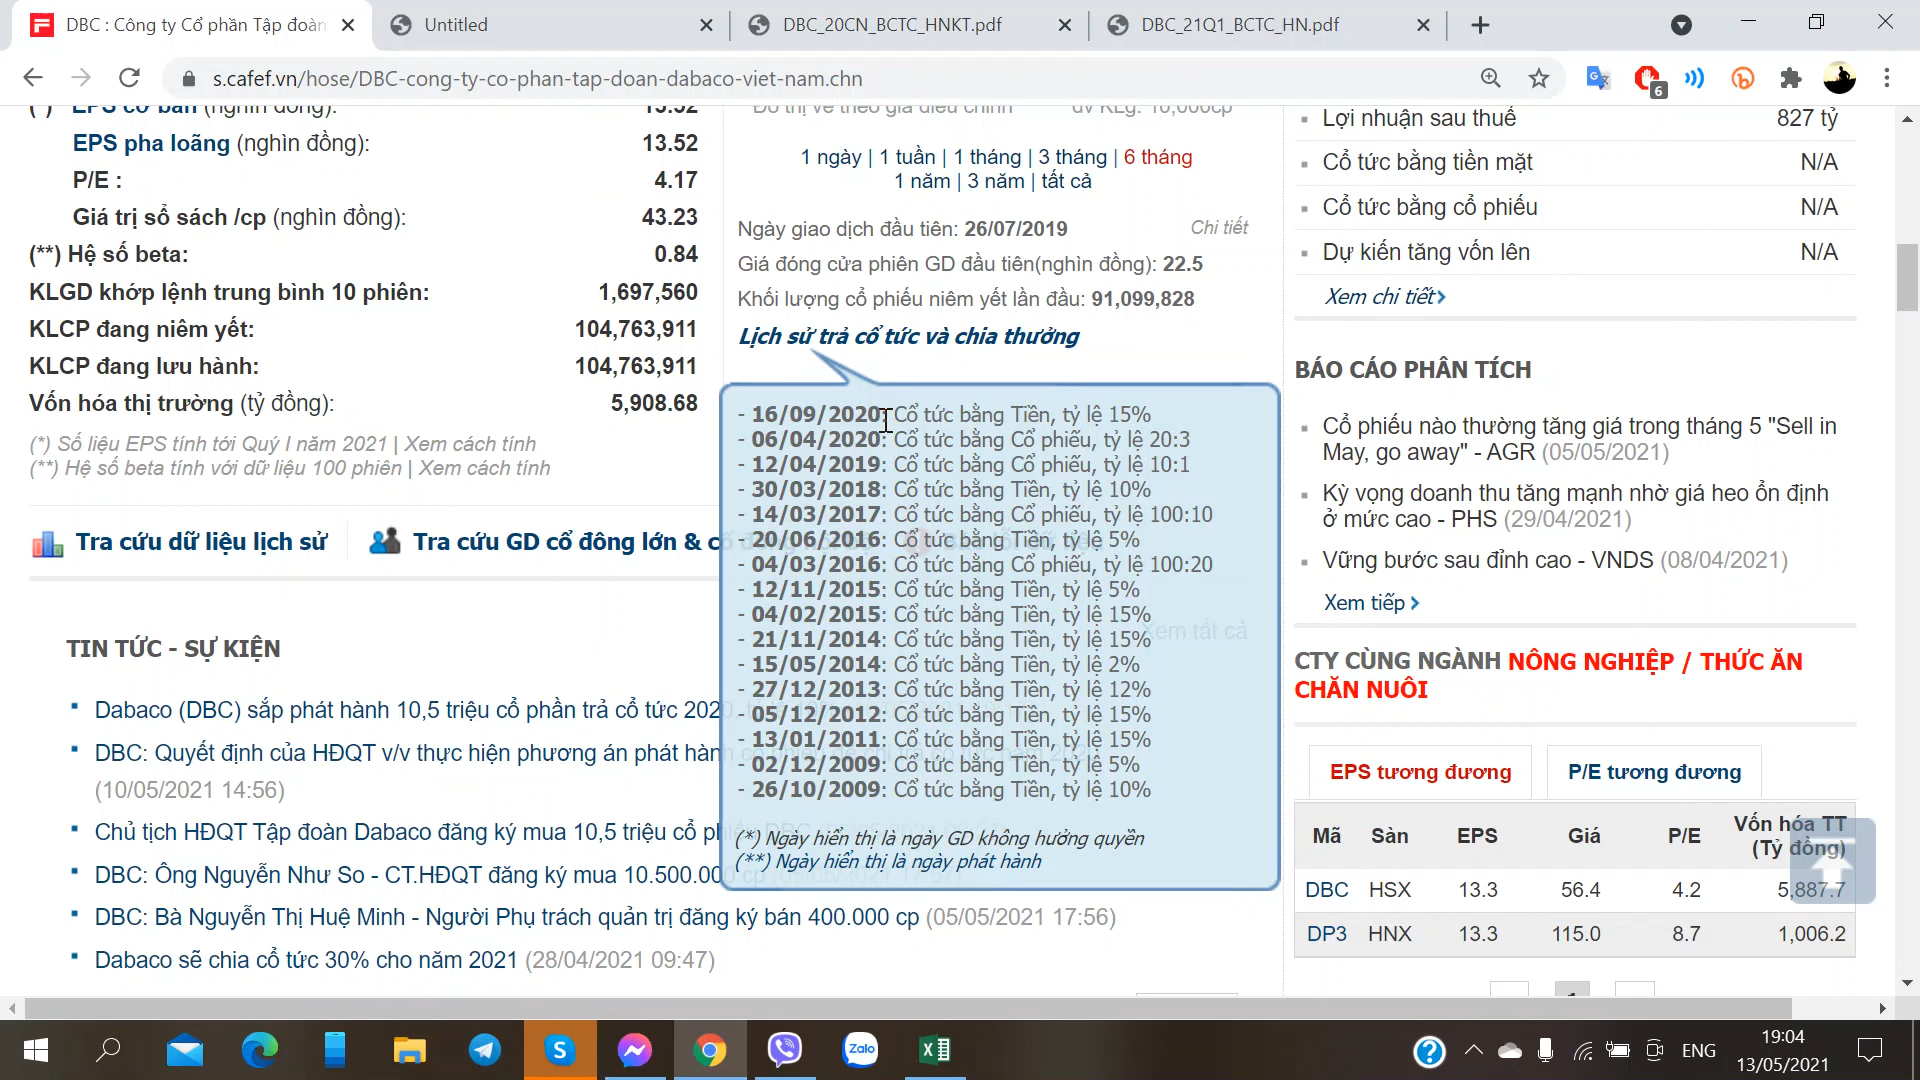 DBC : Công ty Cổ phần Tập đoàn
Untitled
DBC_20CN_BCTC_HNKT.pdf
DBC_21Q1_BCTC_HN.pdf
s.cafef.vn/hose/DBC-cong-ty-co-phan-tap-doan-dabaco-viet-nam.chn
6
(*) EPS cơ bản (nghìn đồng): 13.52
EPS pha loãng (nghìn đồng): 13.52
P/E : 4.17
Giá trị sổ sách /cp (nghìn đồng): 43.23
(**) Hệ số beta: 0.84
KLGD khớp lệnh trung bình 10 phiên: 1,697,560
KLCP đang niêm yết: 104,763,911
KLCP đang lưu hành: 104,763,911
Vốn hóa thị trường (tỷ đồng): 5,908.68
(*) Số liệu EPS tính tới Quý I năm 2021 | Xem cách tính
(**) Hệ số beta tính với dữ liệu 100 phiên | Xem cách tính
Tra cứu dữ liệu lịch sử
Tra cứu GD cổ đông lớn & c
TIN TỨC - SỰ KIỆN
Xem tất cả
Dabaco (DBC) sắp phát hành 10,5 triệu cổ phần trả cổ tức 2020
DBC: Quyết định của HĐQT v/v thực hiện phương án phát hành
(10/05/2021 14:56)
Chủ tịch HĐQT Tập đoàn Dabaco đăng ký mua 10,5 triệu cổ phiếu DBC
DBC: Ông Nguyễn Như So - CT.HĐQT đăng ký mua 10.500.000 cp
DBC: Bà Nguyễn Thị Huệ Minh - Người Phụ trách quản trị đăng ký bán 400.000 cp (05/05/2021 17:56)
Dabaco sẽ chia cổ tức 30% cho năm 2021 (28/04/2021 09:47)
Đồ thị vẽ theo giá điều chỉnh
đv KLg: 10,000cp
1 ngày | 1 tuần | 1 tháng | 3 tháng | 6 tháng
1 năm | 3 năm | tất cả
Ngày giao dịch đầu tiên: 26/07/2019
Chi tiết
Giá đóng cửa phiên GD đầu tiên(nghìn đồng): 22.5
Khối lượng cổ phiếu niêm yết lần đầu: 91,099,828
Lịch sử trả cổ tức và chia thưởng
- 16/09/2020: Cổ tức bằng Tiền, tỷ lệ 15%
- 06/04/2020: Cổ tức bằng Cổ phiếu, tỷ lệ 20:3
- 12/04/2019: Cổ tức bằng Cổ phiếu, tỷ lệ 10:1
- 30/03/2018: Cổ tức bằng Tiền, tỷ lệ 10%
- 14/03/2017: Cổ tức bằng Cổ phiếu, tỷ lệ 100:10
- 20/06/2016: Cổ tức bằng Tiền, tỷ lệ 5%
- 04/03/2016: Cổ tức bằng Cổ phiếu, tỷ lệ 100:20
- 12/11/2015: Cổ tức bằng Tiền, tỷ lệ 5%
- 04/02/2015: Cổ tức bằng Tiền, tỷ lệ 15%
- 21/11/2014: Cổ tức bằng Tiền, tỷ lệ 15%
- 15/05/2014: Cổ tức bằng Tiền, tỷ lệ 2%
- 27/12/2013: Cổ tức bằng Tiền, tỷ lệ 12%
- 05/12/2012: Cổ tức bằng Tiền, tỷ lệ 15%
- 13/01/2011: Cổ tức bằng Tiền, tỷ lệ 15%
- 02/12/2009: Cổ tức bằng Tiền, tỷ lệ 5%
- 26/10/2009: Cổ tức bằng Tiền, tỷ lệ 10%
(*) Ngày hiển thị là ngày GD không hưởng quyền
(**) Ngày hiển thị là ngày phát hành
Lợi nhuận sau thuế 827 tỷ
Cổ tức bằng tiền mặt N/A
Cổ tức bằng cổ phiếu N/A
Dự kiến tăng vốn lên N/A
Xem chi tiết
BÁO CÁO PHÂN TÍCH
Cổ phiếu nào thường tăng giá trong tháng 5 "Sell in
May, go away" - AGR (05/05/2021)
Kỳ vọng doanh thu tăng mạnh nhờ giá heo ổn định
ở mức cao - PHS (29/04/2021)
Vững bước sau đỉnh cao - VNDS (08/04/2021)
Xem tiếp
CTY CÙNG NGÀNH NÔNG NGHIỆP / THỨC ĂN
CHĂN NUÔI
EPS tương đương
P/E tương đương
Mã Sàn EPS Giá P/E Vốn hóa TT
(Tỷ đồng)
DBC HSX 13.3 56.4 4.2 5,887.7
DP3 HNX 13.3 115.0 8.7 1,006.2
Zalo
ENG
19:04
13/05/2021